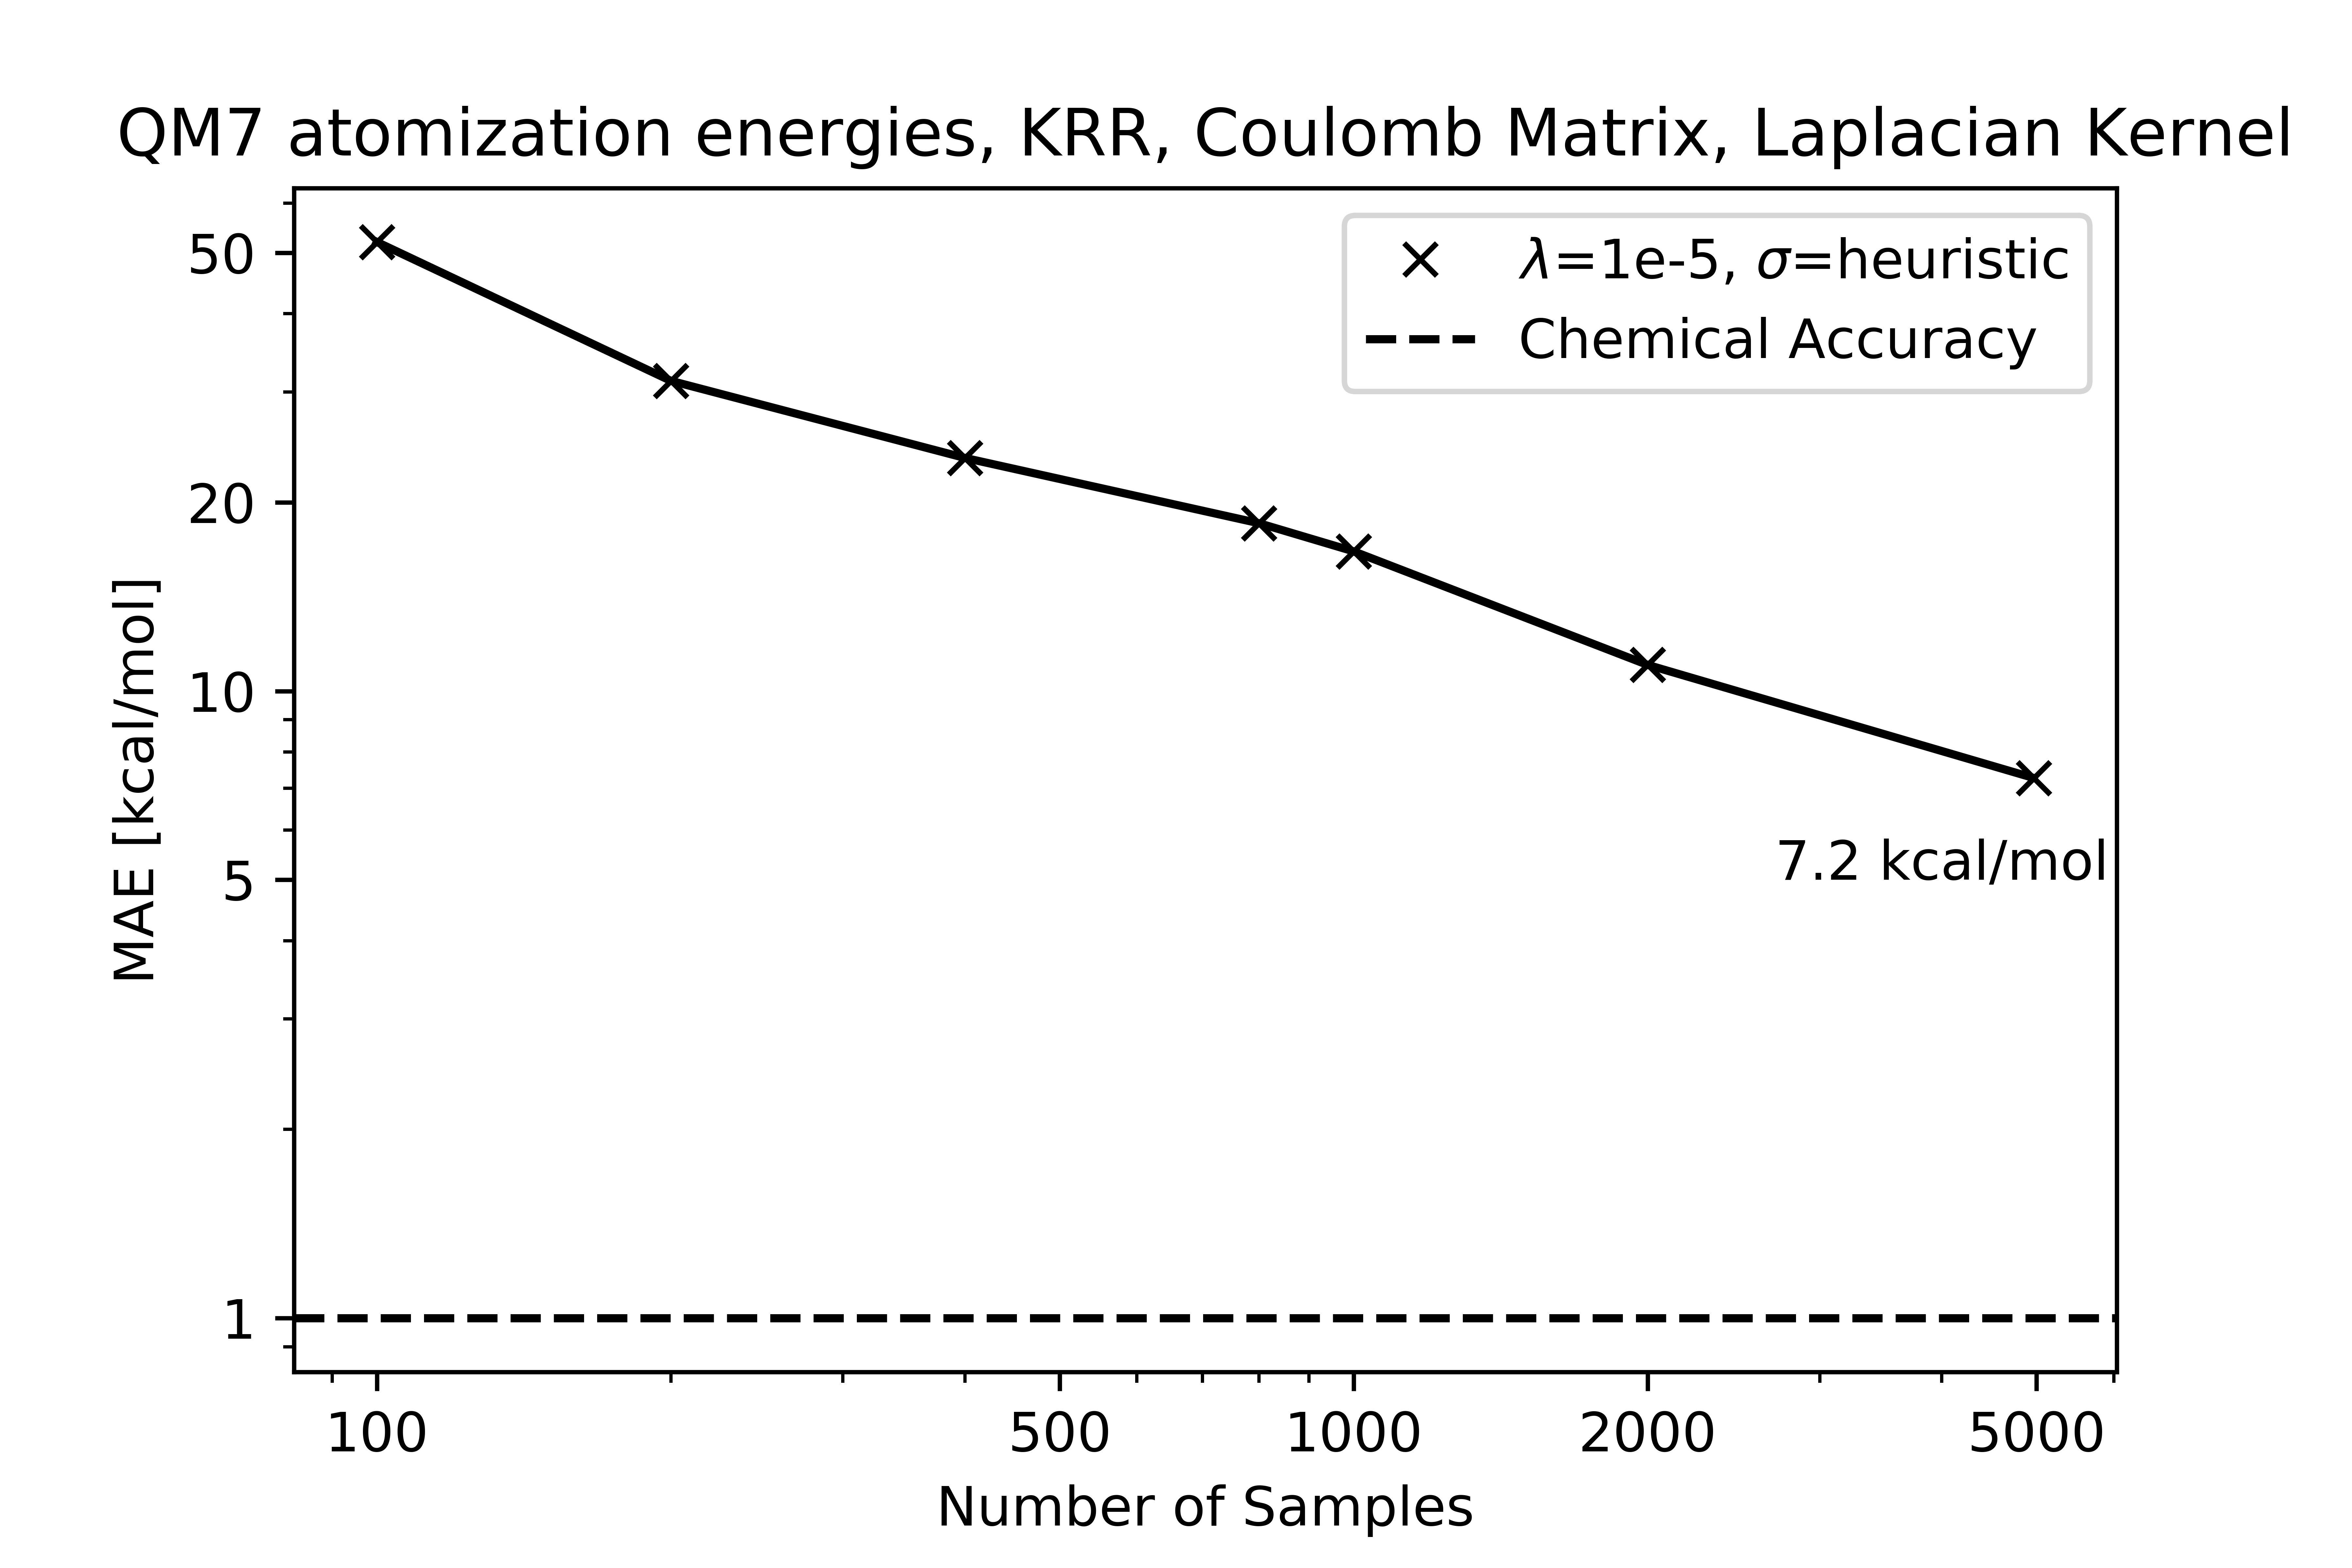 QM7 atomization energies, KRR, Coulomb Matrix, Laplacian Kernel
λ=1e-5, σ=heuristic
Chemical Accuracy
MAE [kcal/mol]
50
20
10
5
1
7.2 kcal/mol
100
500
1000
2000
5000
Number of Samples